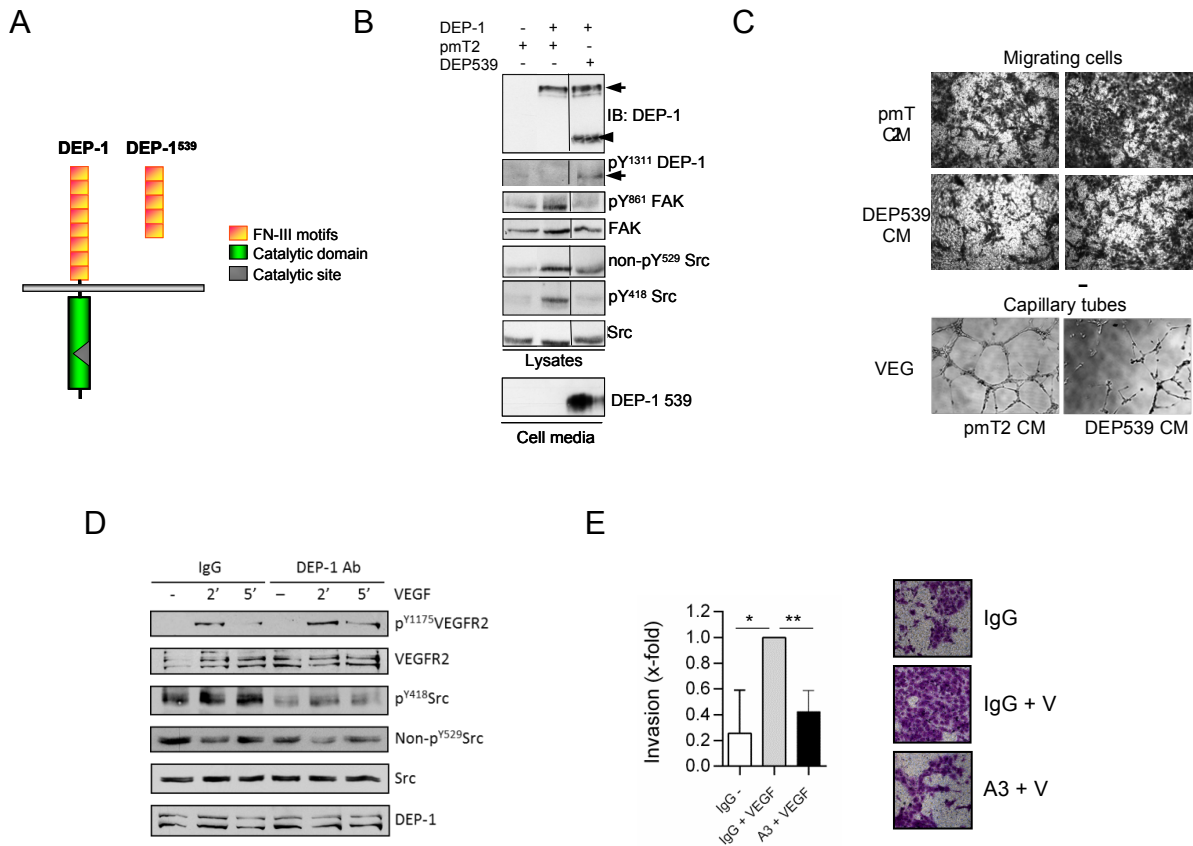 A
DEP-1 DEP-1⁵³⁹
FN-III motifs
Catalytic domain
Catalytic site
B
DEP-1 - + +
pmT2 + + -
DEP539 - - +
IB: DEP-1
pY¹³¹¹ DEP-1
pY⁸⁶¹ FAK
FAK
non-pY⁵²⁹ Src
pY⁴¹⁸ Src
Src
Lysates
DEP-1 539
Cell media
C
Migrating cells
pmT
2
CM
DEP539
CM
-
Capillary tubes
VEG
pmT2 CM DEP539 CM
D
IgG DEP-1 Ab
- 2' 5' – 2' 5' VEGF
pY1175VEGFR2
VEGFR2
pY418Src
Non-pY529Src
Src
DEP-1
E
Invasion (x-fold)
1.2
1.0
0.8
0.6
0.4
0.2
0.0
* **
IgG -
IgG + VEGF
A3 + VEGF
IgG
IgG + V
A3 + V